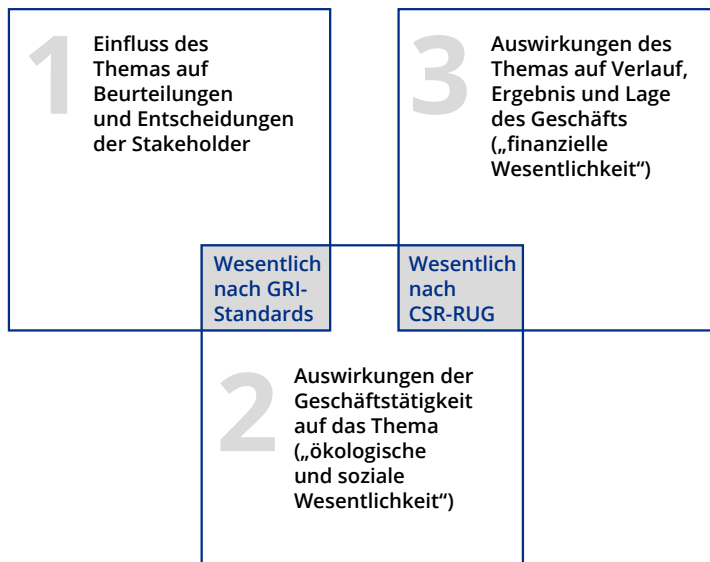 1
Einfluss des
Themas auf
Beurteilungen
und Entscheidungen
der Stakeholder
3
Auswirkungen des
Themas auf Verlauf,
Ergebnis und Lage
des Geschäfts
(„finanzielle
Wesentlichkeit“)
Wesentlich
nach GRI-
Standards
Wesentlich
nach
CSR-RUG
2
Auswirkungen der
Geschäftstätigkeit
auf das Thema
(„ökologische
und soziale
Wesentlichkeit“)